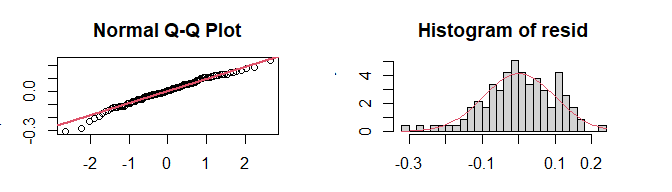 Normal Q-Q Plot
0.0
-0.3
-2 -1 0 1 2
Histogram of resid
4
2
0
-0.3 -0.1 0.1 0.2